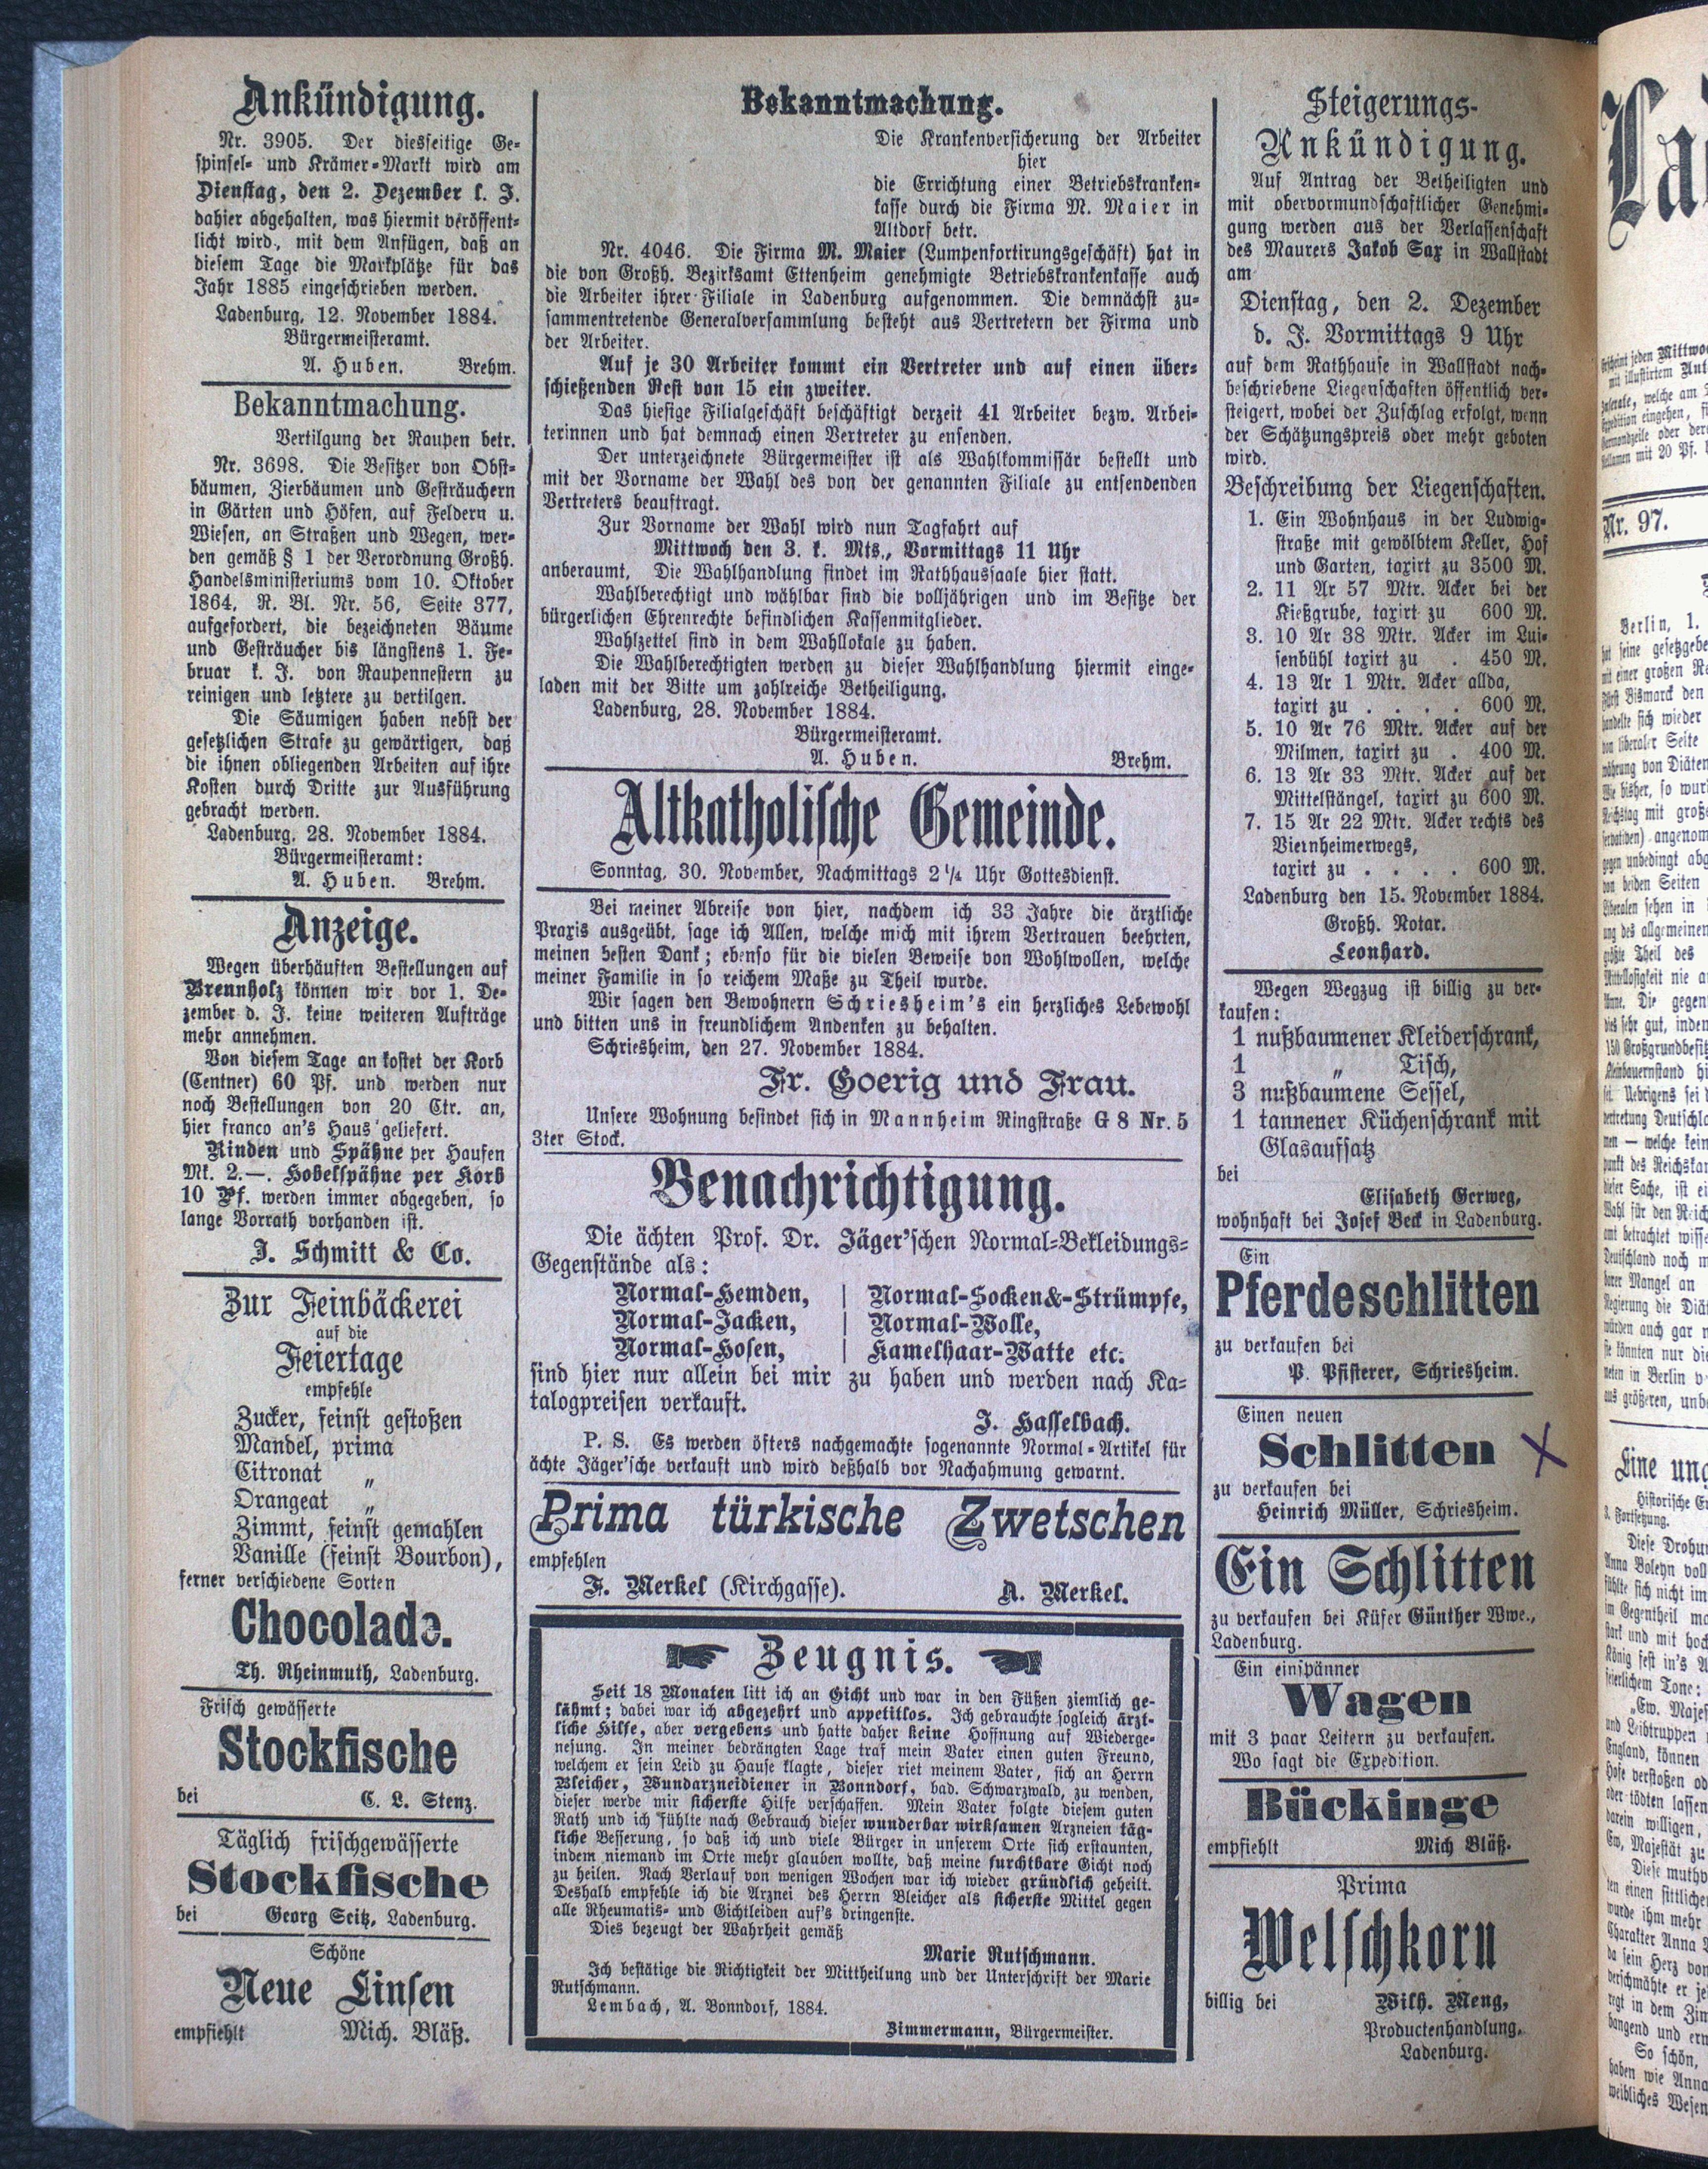 Ankündigung.
Nr. 3905. Der diesseitige Ge-
spinsel- und Krämer-Markt wird am
Dienstag, den 2. Dezember l. J.
dahier abgehalten, was hiermit veröffent-
licht wird, mit dem Anfügen, daß an
diesem Tage die Markplätze für das
Jahr 1885 eingeschrieben werden.
Ladenburg, 12. November 1884.
Bürgermeisteramt.
A. Huben. Brehm.
Bekanntmachung.
Vertilgung der Raupen betr.
Nr. 3698. Die Besitzer von Obst-
bäumen, Zierbäumen und Gesträuchern
in Gärten und Höfen, auf Feldern u.
Wiesen, an Straßen und Wegen, wer-
den gemäß § 1 der Verordnung Großh.
Handelsministeriums vom 10. Oktober
1864, R. Bl. Nr. 56, Seite 377,
aufgefordert, die bezeichneten Bäume
und Gesträucher bis längstens 1. Fe-
bruar k. J. von Raupennestern zu
reinigen und letztere zu vertilgen.
Die Säumigen haben nebst der
gesetzlichen Strafe zu gewärtigen, daß
die ihnen obliegenden Arbeiten auf ihre
Kosten durch Dritte zur Ausführung
gebracht werden.
Ladenburg, 28. November 1884.
Bürgermeisteramt:
A. Huben. Brehm.
Anzeige.
Wegen überhäuften Bestellungen auf
Brennholz können wir vor 1. De-
zember d. J. keine weiteren Aufträge
mehr annehmen.
Von diesem Tage an kostet der Korb
(Centner) 60 Pf. und werden nur
noch Bestellungen von 20 Ctr. an,
hier franco an's Haus geliefert.
Rinden und Spähne per Haufen
Mk. 2.—. Hobelspähne per Korb
10 Pf. werden immer abgegeben, so
lange Vorrath vorhanden ist.
J. Schmitt & Co.
Zur Feinbäckerei
auf die
Feiertage
empfehle
Zucker, feinst gestoßen
Mandel, prima
Citronat „
Orangeat „
Zimmt, feinst gemahlen
Vanille (feinst Bourbon),
ferner verschiedene Sorten
Chocolade.
Th. Rheinmuth, Ladenburg.
Frisch gewässerte
Stockfische
bei C. L. Stenz.
Täglich frischgewässerte
Stockfische
bei Georg Seitz, Ladenburg.
Schöne
Neue Linsen
empfiehlt Mich. Bläß.
Bekanntmachung.
Die Krankenversicherung der Arbeiter
hier
die Errichtung einer Betriebskranken-
kasse durch die Firma M. Maier in
Altdorf betr.
Nr. 4046. Die Firma M. Maier (Lumpensortirungsgeschäft) hat in
die von Großh. Bezirksamt Ettenheim genehmigte Betriebskrankenkasse auch
die Arbeiter ihrer Filiale in Ladenburg aufgenommen. Die demnächst zu-
sammentretende Generalversammlung besteht aus Vertretern der Firma und
der Arbeiter.
Auf je 30 Arbeiter kommt ein Vertreter und auf einen über-
schießenden Rest von 15 ein zweiter.
Das hiesige Filialgeschäft beschäftigt derzeit 41 Arbeiter bezw. Arbei-
terinnen und hat demnach einen Vertreter zu ensenden.
Der unterzeichnete Bürgermeister ist als Wahlkommissär bestellt und
mit der Vorname der Wahl des von der genannten Filiale zu entsendenden
Vertreters beauftragt.
Zur Vorname der Wahl wird nun Tagfahrt auf
Mittwoch den 3. k. Mts., Vormittags 11 Uhr
anberaumt, Die Wahlhandlung findet im Rathhaussaale hier statt.
Wahlberechtigt und wählbar sind die volljährigen und im Besitze der
bürgerlichen Ehrenrechte befindlichen Kassenmitglieder.
Wahlzettel sind in dem Wahllokale zu haben.
Die Wahlberechtigten werden zu dieser Wahlhandlung hiermit einge-
laden mit der Bitte um zahlreiche Betheiligung.
Ladenburg, 28. November 1884.
Bürgermeisteramt.
A. Huben. Brehm.
Altkatholische Gemeinde.
Sonntag, 30. November, Nachmittags 2 1/4 Uhr Gottesdienst.
Bei meiner Abreise von hier, nachdem ich 33 Jahre die ärztliche
Praxis ausgeübt, sage ich Allen, welche mich mit ihrem Vertrauen beehrten,
meinen besten Dank; ebenso für die vielen Beweise von Wohlwollen, welche
meiner Familie in so reichem Maße zu Theil wurde.
Wir sagen den Bewohnern Schriesheim's ein herzliches Lebewohl
und bitten uns in freundlichem Andenken zu behalten.
Schriesheim, den 27. November 1884.
Fr. Goerig und Frau.
Unsere Wohnung befindet sich in Mannheim Ringstraße G 8 Nr. 5
3ter Stock.
Benachrichtigung.
Die ächten Prof. Dr. Jäger'schen Normal-Bekleidungs-
Gegenstände als:
Normal-Hemden, | Normal-Socken&-Strümpfe,
Normal-Jacken, | Normal-Wolle,
Normal-Hosen, | Kamelhaar-Watte etc.
sind hier nur allein bei mir zu haben und werden nach Ka-
talogpreisen verkauft.
J. Hasselbach.
P. S. Es werden öfters nachgemachte sogenannte Normal-Artikel für
ächte Jäger'sche verkauft und wird deßhalb vor Nachahmung gewarnt.
Prima türkische Zwetschen
empfehlen
F. Merkel (Kirchgasse). A. Merkel.
Zeugnis.
Seit 18 Monaten litt ich an Gicht und war in den Füßen ziemlich ge-
lähmt; dabei war ich abgezehrt und appetitlos. Ich gebrauchte sogleich ärzt-
liche Hilfe, aber vergebens und hatte daher keine Hoffnung auf Wiederge-
nesung. In meiner bedrängten Lage traf mein Vater einen guten Freund,
welchem er sein Leid zu Hause klagte, dieser riet meinem Vater, sich an Herrn
Bleicher, Wundarzneidiener in Bonndorf, bad. Schwarzwald, zu wenden,
dieser werde mir sicherste Hilfe verschaffen. Mein Vater folgte diesem guten
Rath und ich fühlte nach Gebrauch dieser wunderbar wirksamen Arzneien täg-
liche Besserung, so daß ich und viele Bürger in unserem Orte sich erstaunten,
indem niemand im Orte mehr glauben wollte, daß meine furchtbare Gicht noch
zu heilen. Nach Verlauf von wenigen Wochen war ich wieder gründlich geheilt.
Deshalb empfehle ich die Arznei des Herrn Bleicher als sicherste Mittel gegen
alle Rheumatis- und Gichtleiden auf's dringenste.
Dies bezeugt der Wahrheit gemäß
Marie Rutschmann.
Ich bestätige die Richtigkeit der Mittheilung und der Unterschrift der Marie
Rutschmann.
Lembach, A. Bonndorf, 1884.
Zimmermann, Bürgermeister.
Steigerungs-
Ankündigung.
Auf Antrag der Betheiligten und
mit obervormundschaftlicher Genehmi-
gung werden aus der Verlassenschaft
des Maurers Jakob Sax in Wallstadt
am
Dienstag, den 2. Dezember
d. J. Vormittags 9 Uhr
auf dem Rathhause in Wallstadt nach-
beschriebene Liegenschaften öffentlich ver-
steigert, wobei der Zuschlag erfolgt, wenn
der Schätzungspreis oder mehr geboten
wird.
Beschreibung der Liegenschaften.
1. Ein Wohnhaus in der Ludwig-
straße mit gewölbtem Keller, Hof
und Garten, taxirt zu 3500 M.
2. 11 Ar 57 Mtr. Acker bei der
Kießgrube, taxirt zu 600 M.
3. 10 Ar 38 Mtr. Acker im Lui-
senbühl taxirt zu . 450 M.
4. 13 Ar 1 Mtr. Acker allda,
taxirt zu . . . . 600 M.
5. 10 Ar 76 Mtr. Acker auf der
Milmen, taxirt zu . 400 M.
6. 13 Ar 33 Mtr. Acker auf der
Mittelstängel, taxirt zu 600 M.
7. 15 Ar 22 Mtr. Acker rechts des
Viernheimerwegs,
taxirt zu . . . . 600 M.
Ladenburg den 15. November 1884.
Großh. Notar.
Leonhard.
Wegen Wegzug ist billig zu ver-
kaufen:
1 nußbaumener Kleiderschrank,
1 „ Tisch,
3 nußbaumene Sessel,
1 tannener Küchenschrank mit
Glasaufsatz
bei
Elisabeth Gerweg,
wohnhaft bei Josef Beck in Ladenburg.
Ein
Pferdeschlitten
zu verkaufen bei
P. Pfisterer, Schriesheim.
Einen neuen
Schlitten
zu verkaufen bei
Heinrich Müller, Schriesheim.
Ein Schlitten
zu verkaufen bei Küfer Günther Wwe.,
Ladenburg.
Ein einspänner
Wagen
mit 3 paar Leitern zu verkaufen.
Wo sagt die Expedition.
Bückinge
empfiehlt Mich Bläß.
Prima
Welschkorn
billig bei Wilh. Meng,
Productenhandlung,
Ladenburg.
Nr. 97.
Berlin, 1.